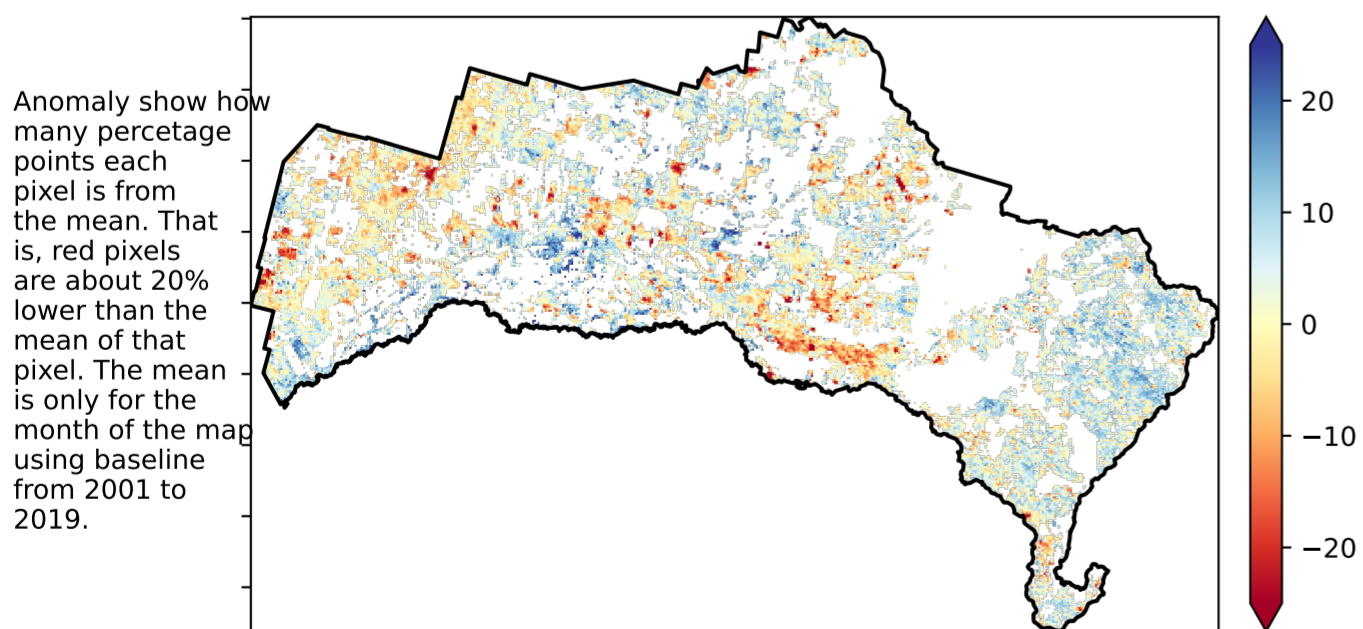 Anomaly show how
many percetage
points each
pixel is from
the mean. That
is, red pixels
are about 20%
lower than the
mean of that
pixel. The mean
is only for the
month of the map
using baseline
from 2001 to
2019.
20
10
0
−10
−20